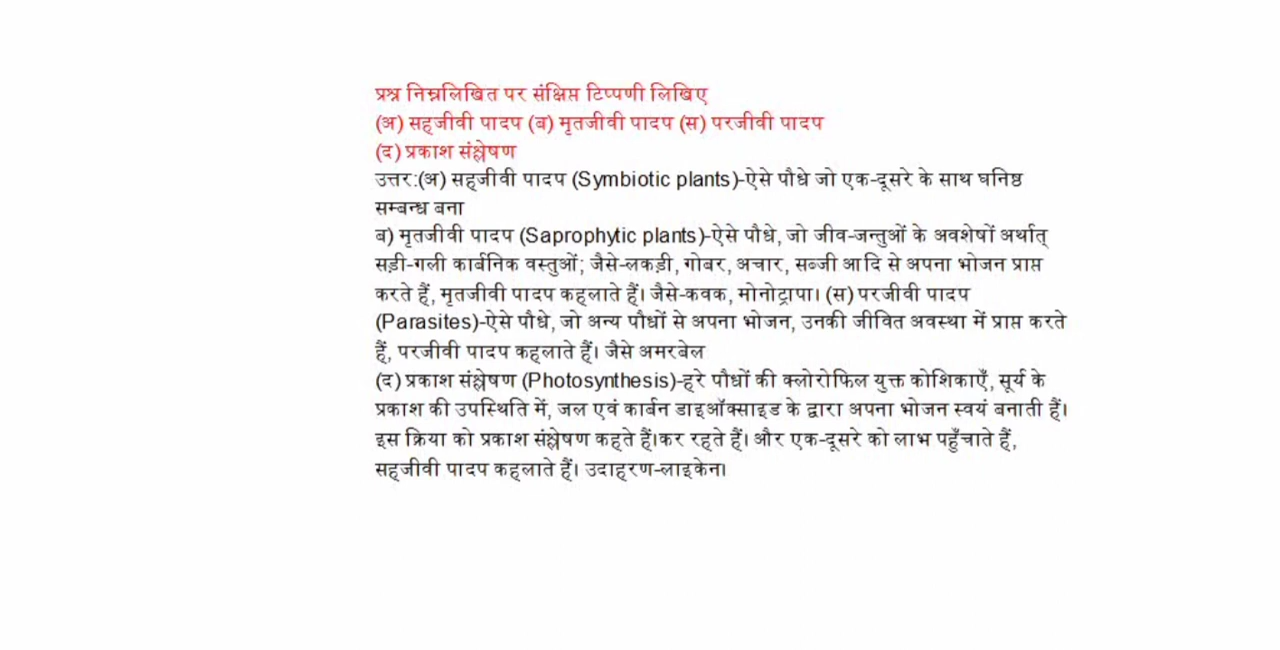 प्रश्न निम्नलिखित पर संक्षिप्त टिप्पणी लिखिए
(अ) सहजीवी पादप (ब) मृतजीवी पादप (स) परजीवी पादप
(द) प्रकाश संश्लेषण
उत्तर:(अ) सहजीवी पादप (Symbiotic plants)-ऐसे पौधे जो एक-दूसरे के साथ घनिष्ठ
सम्बन्ध बना
ब) मृतजीवी पादप (Saprophytic plants)-ऐसे पौधे, जो जीव-जन्तुओं के अवशेषों अर्थात्
सड़ी-गली कार्बनिक वस्तुओं; जैसे-लकड़ी, गोबर, अचार, सब्जी आदि से अपना भोजन प्राप्त
करते हैं, मृतजीवी पादप कहलाते हैं। जैसे-कवक, मोनोट्रापा। (स) परजीवी पादप
(Parasites)-ऐसे पौधे, जो अन्य पौधों से अपना भोजन, उनकी जीवित अवस्था में प्राप्त करते
हैं, परजीवी पादप कहलाते हैं। जैसे अमरबेल
(द) प्रकाश संश्लेषण (Photosynthesis)-हरे पौधों की क्लोरोफिल युक्त कोशिकाएँ, सूर्य के
प्रकाश की उपस्थिति में, जल एवं कार्बन डाइऑक्साइड के द्वारा अपना भोजन स्वयं बनाती हैं।
इस क्रिया को प्रकाश संश्लेषण कहते हैं।कर रहते हैं। और एक-दूसरे को लाभ पहुँचाते हैं,
सहजीवी पादप कहलाते हैं। उदाहरण-लाइकेन।